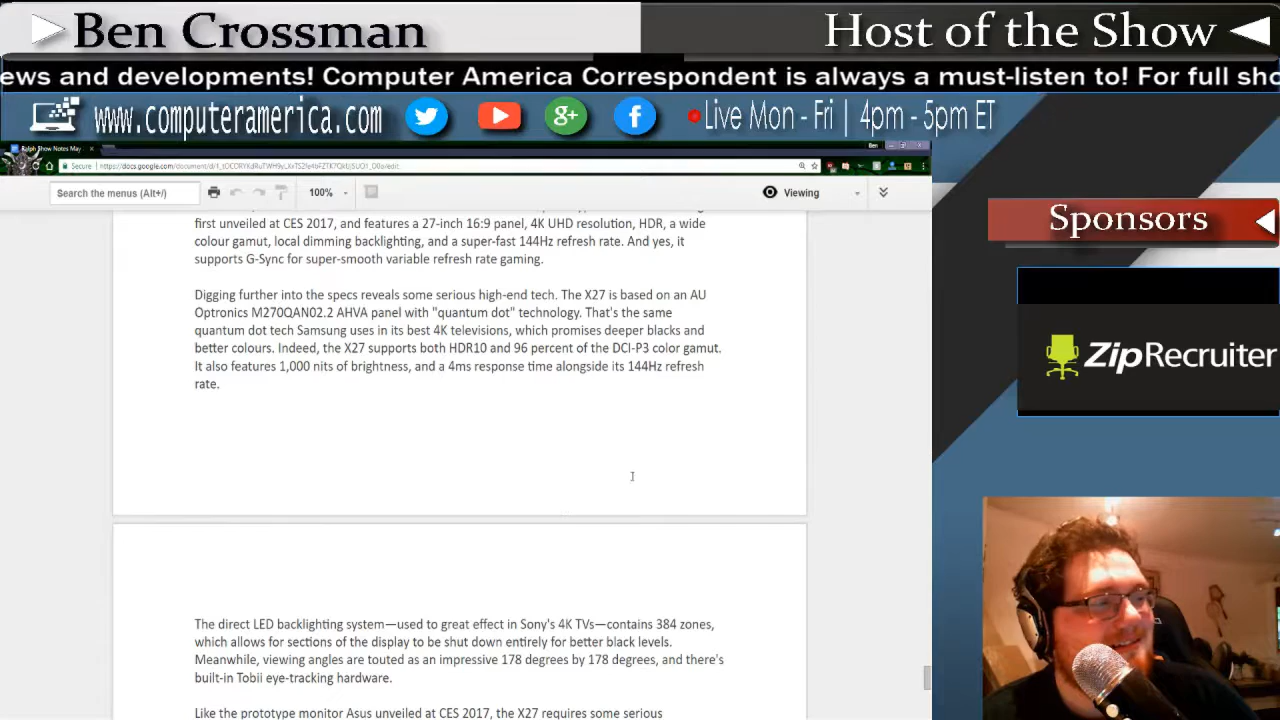 Ben Crossman
Host of the Show
ews and developments! Computer America Correspondent is always a must-listen to! For full sho
www.computeramerica.com
Live Mon - Fri | 4pm - 5pm ET
Ralph Show Notes May
Ben
Secure
Search the menus (Alt+/)
100%
Viewing
first unveiled at CES 2017, and features a 27-inch 16:9 panel, 4K UHD resolution, HDR, a wide
colour gamut, local dimming backlighting, and a super-fast 144Hz refresh rate. And yes, it
supports G-Sync for super-smooth variable refresh rate gaming.
Digging further into the specs reveals some serious high-end tech. The X27 is based on an AU
Optronics M270QAN02.2 AHVA panel with "quantum dot" technology. That's the same
quantum dot tech Samsung uses in its best 4K televisions, which promises deeper blacks and
better colours. Indeed, the X27 supports both HDR10 and 96 percent of the DCI-P3 color gamut.
It also features 1,000 nits of brightness, and a 4ms response time alongside its 144Hz refresh
rate.
The direct LED backlighting system—used to great effect in Sony's 4K TVs—contains 384 zones,
which allows for sections of the display to be shut down entirely for better black levels.
Meanwhile, viewing angles are touted as an impressive 178 degrees by 178 degrees, and there's
built-in Tobii eye-tracking hardware.
Like the prototype monitor Asus unveiled at CES 2017, the X27 requires some serious
Sponsors
ZipRecruiter